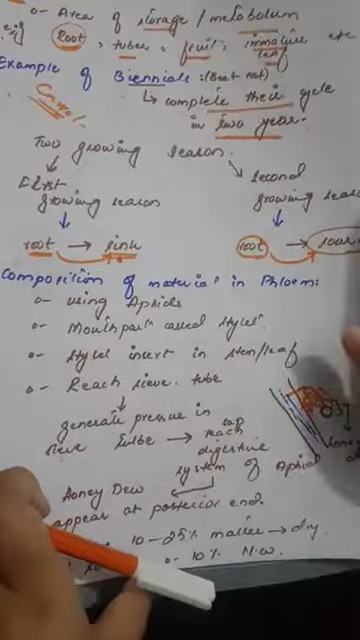 o- Area of storage / metabolism
e.g Root, tuber, fruit, immature leaf etc
Example of Biennials: (Beet root)
↳ complete their cycle
in two year.
Carrot.
Two growing season.
First growing season
second growing season
root → sink
root →
Composition of material in Phloem:
o- using Aphids
o- Mouthpart called stylet.
o- stylet insert in stem/leaf
o- Reach sieve. tube
generate pressure in
sieve tube → reach sap
digestive
system of Aphid
Honey Dew
appear at posterior end.
10-25% matter → dry
o- 10% N.w.